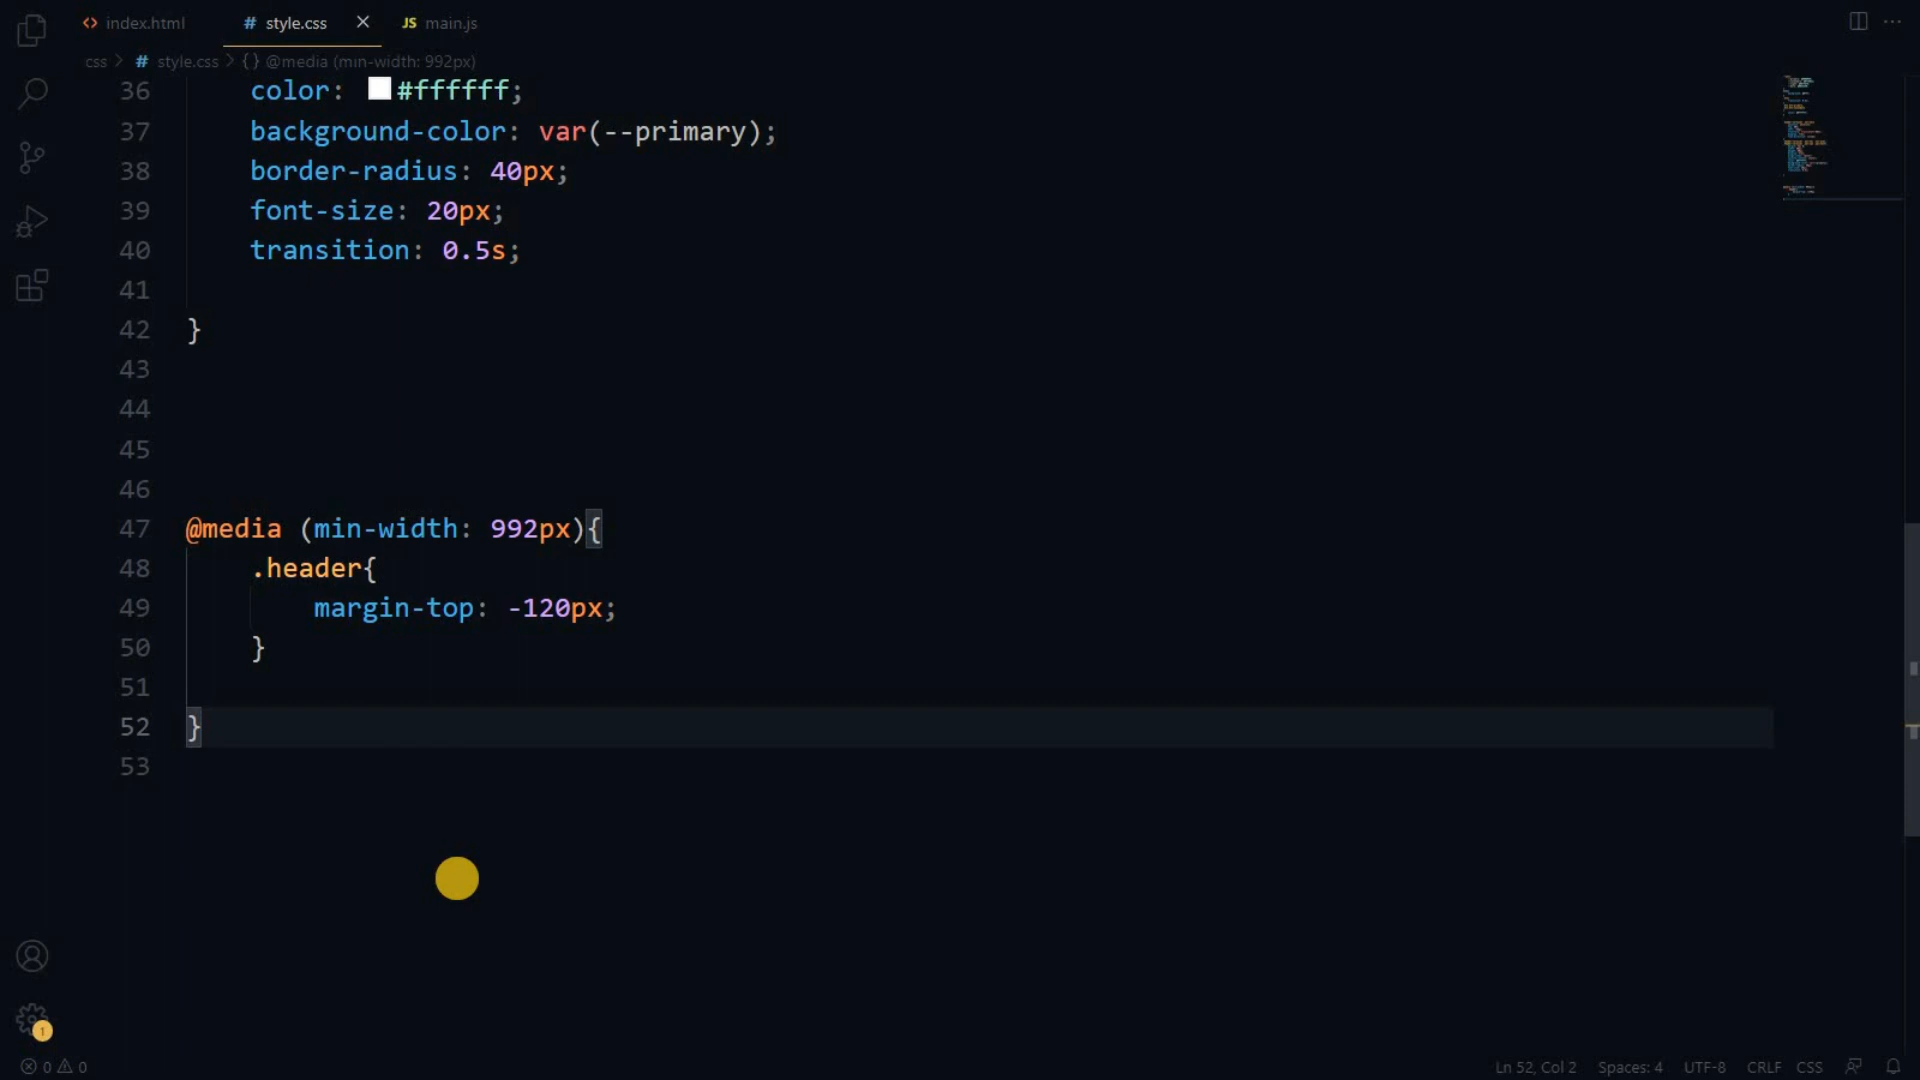 index.html
style.css
JS main.js
css > # style.css > {} @media (min-width: 992px)
36 color: #ffffff;
37 background-color: var(--primary);
38 border-radius: 40px;
39 font-size: 20px;
40 transition: 0.5s;
41
42 }
43
44
45
46
47 @media (min-width: 992px){
48 .header{
49 margin-top: -120px;
50 }
51
52 }
53
1
0 0
Ln 52, Col 2
Spaces: 4
UTF-8
CRLF
CSS